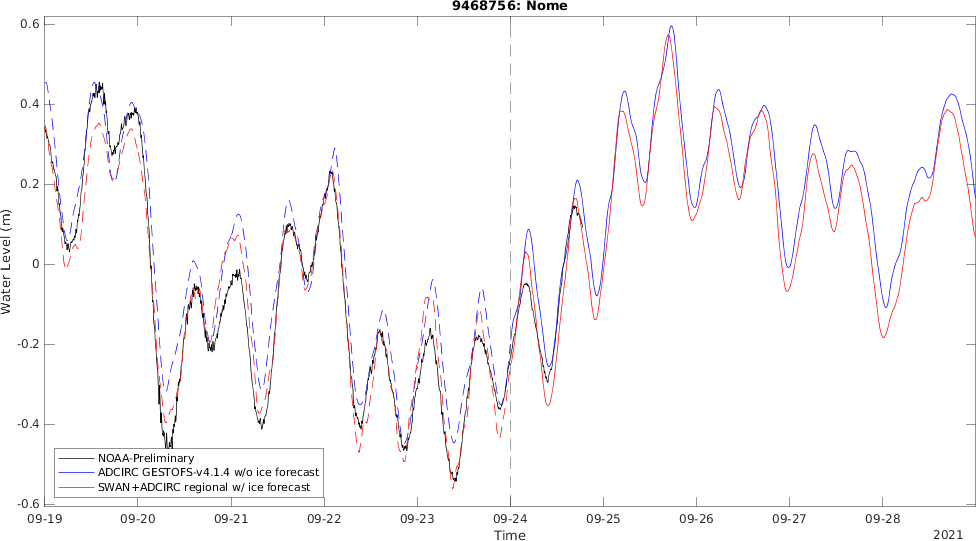 9468756: Nome
0.6
0.4
0.2
0
-0.2
-0.4
-0.6
Water Level (m)
NOAA-Preliminary
ADCIRC GESTOFS-v4.1.4 w/o ice forecast
SWAN+ADCIRC regional w/ ice forecast
09-19 09-20 09-21 09-22 09-23 09-24 09-25 09-26 09-27 09-28
Time
2021